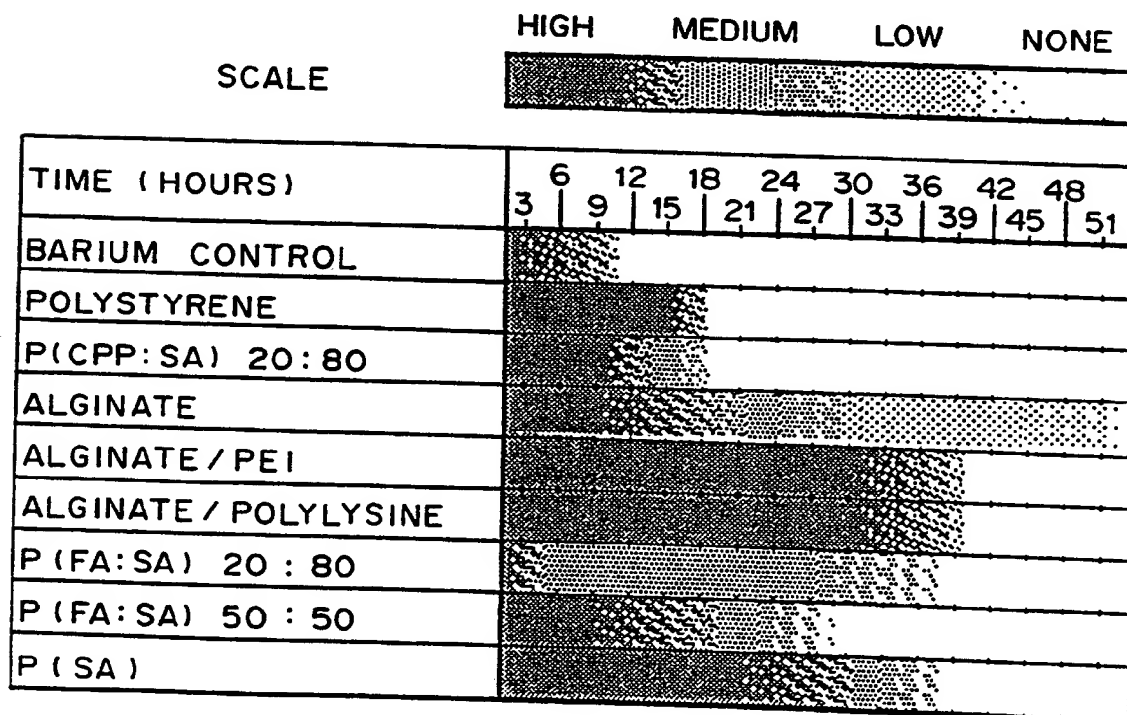 HIGH MEDIUM LOW NONE
SCALE
TIME (HOURS)
6 12 18 24 30 36 42 48
3 9 15 21 27 33 39 45 51
BARIUM CONTROL
POLYSTYRENE
P(CPP:SA) 20:80
ALGINATE
ALGINATE / PEI
ALGINATE / POLYLYSINE
P (FA:SA) 20 : 80
P (FA:SA) 50 : 50
P (SA)